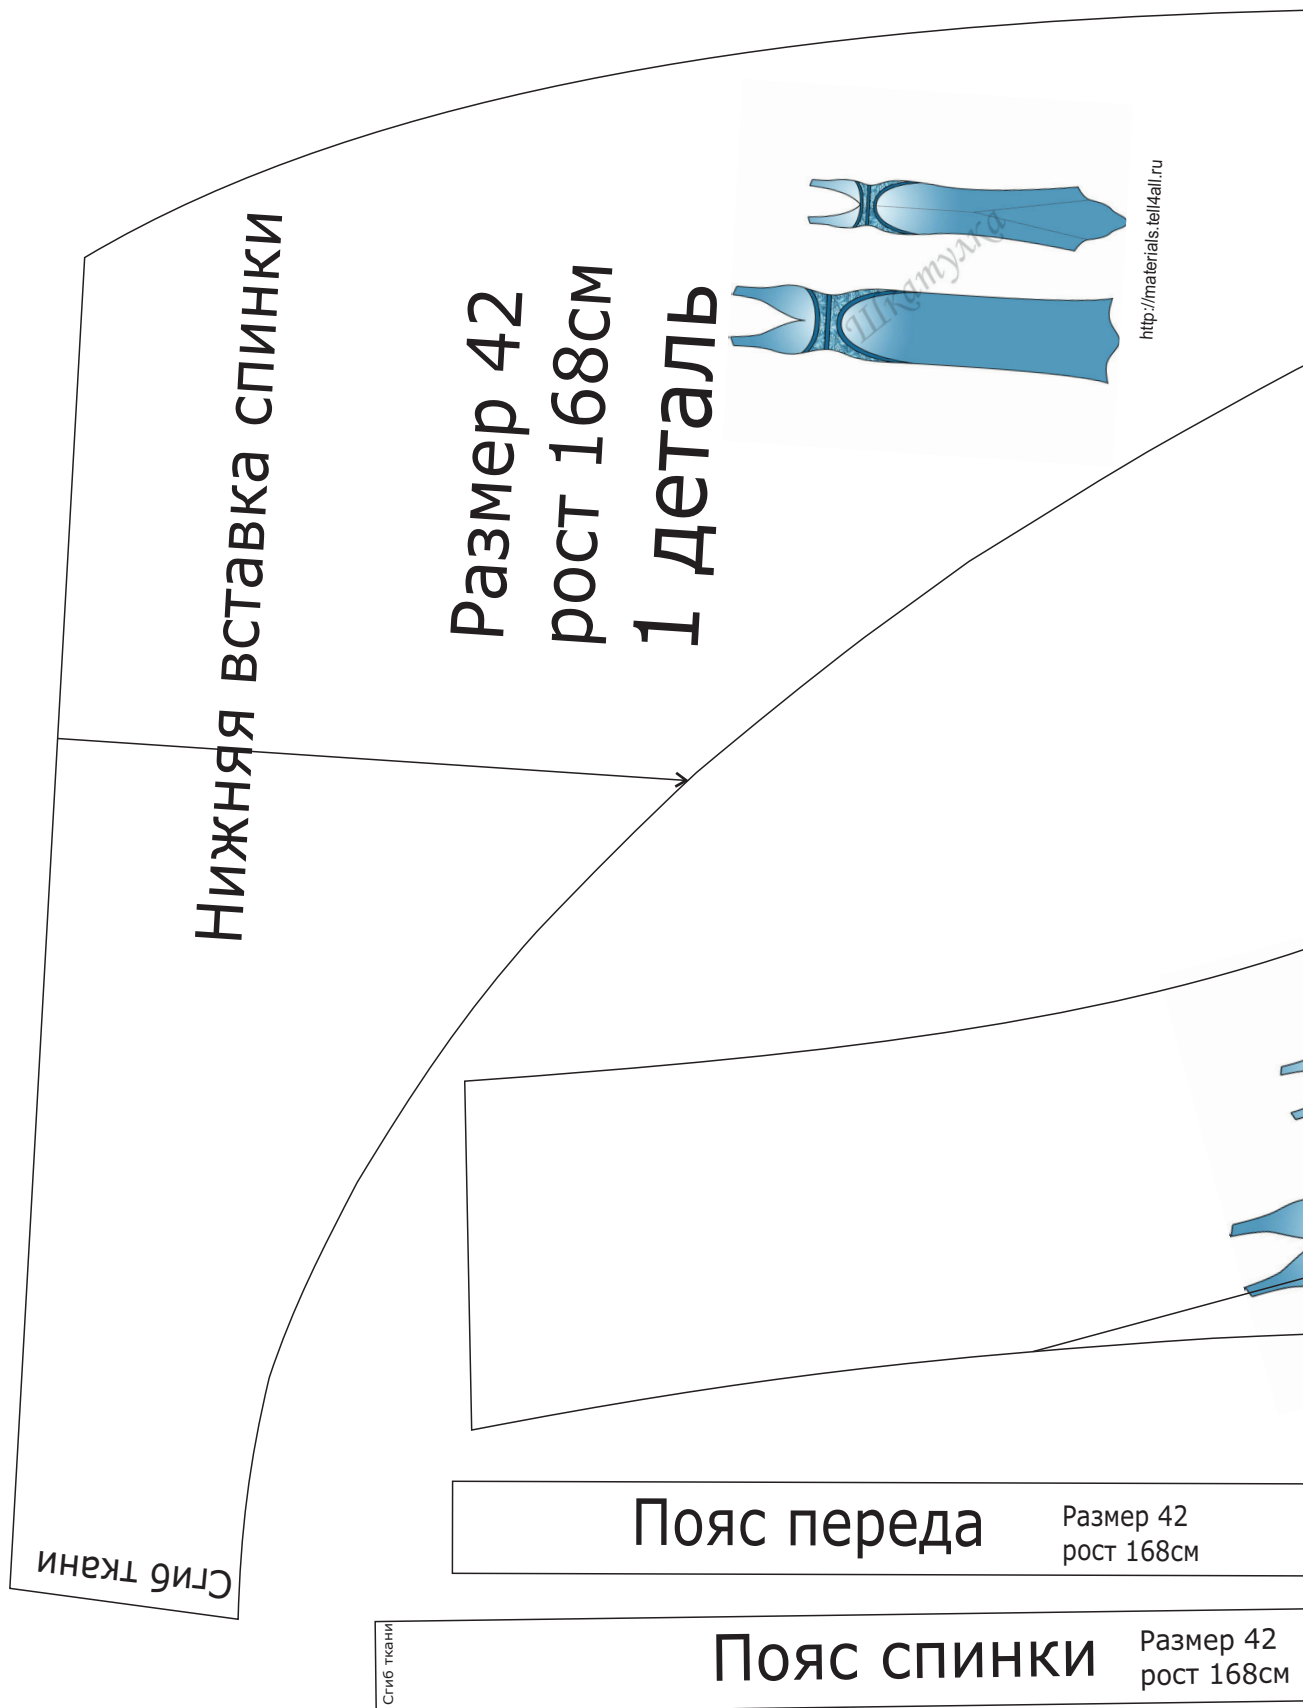 Нижняя вставка спинки
Размер 42
рост 168см
1 деталь
Шкатулка
http://materials.tell4all.ru
Сгиб ткани
Пояс переда
Размер 42
рост 168см
Сгиб ткани
Пояс спинки
Размер 42
рост 168см